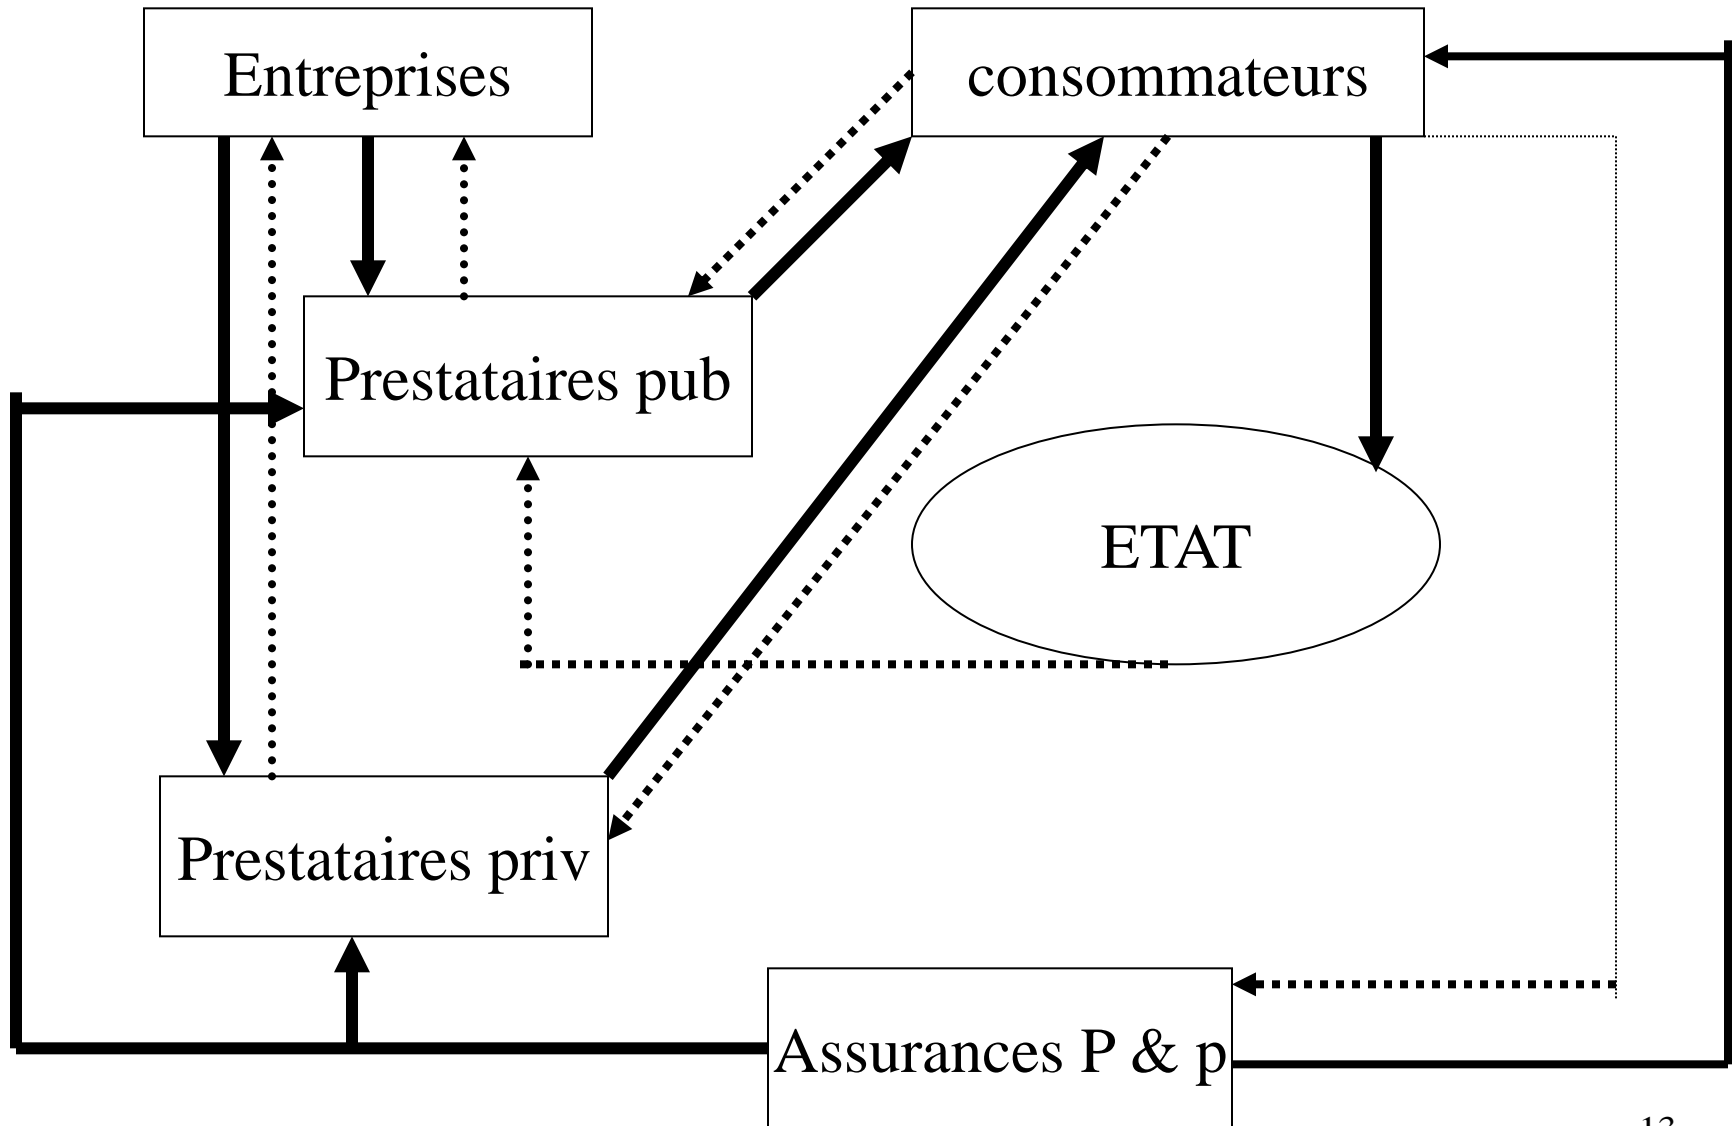 Entreprises
consommateurs
Prestataires pub
ETAT
Prestataires priv
Assurances P & p